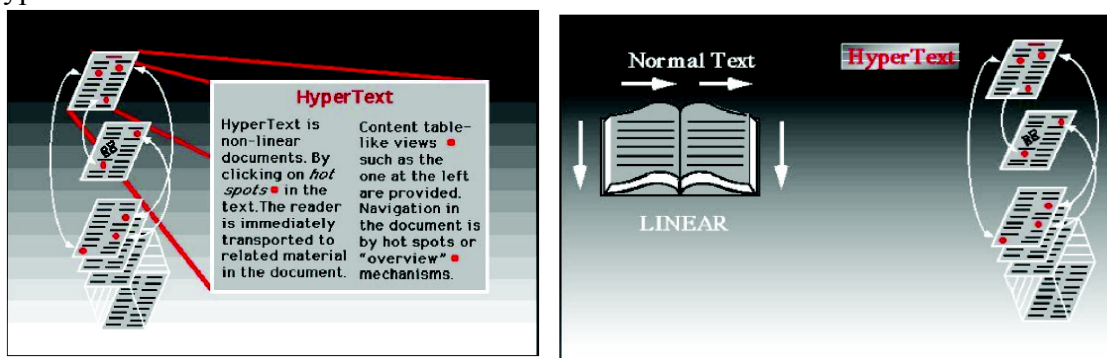 HyperText
HyperText is
non-linear
documents. By
clicking on hot
spots in the
text.The reader
is immediately
transported to
related material
in the document.
Content table-
like views
such as the
one at the left
are provided.
Navigation in
the document is
by hot spots or
"overview"
mechanisms.
Normal Text
LINEAR
HyperText